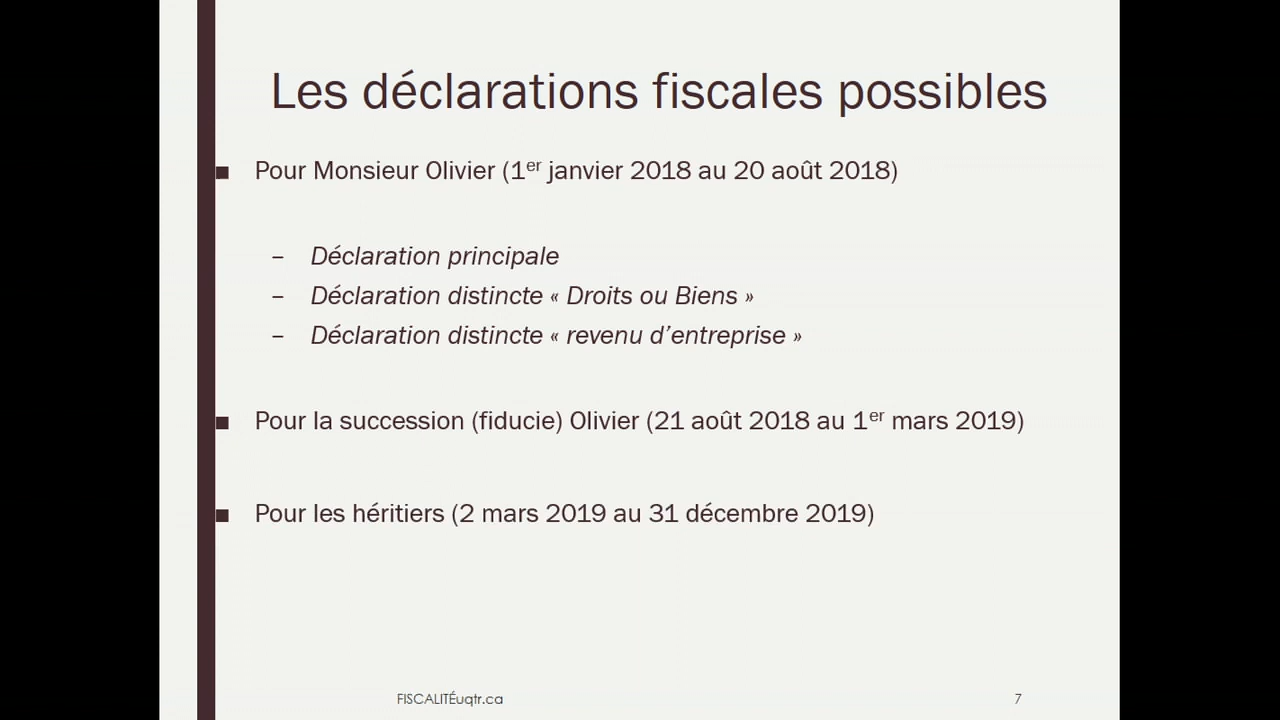 Les déclarations fiscales possibles
■ Pour Monsieur Olivier (1er janvier 2018 au 20 août 2018)
– Déclaration principale
– Déclaration distincte « Droits ou Biens »
– Déclaration distincte « revenu d’entreprise »
■ Pour la succession (fiducie) Olivier (21 août 2018 au 1er mars 2019)
■ Pour les héritiers (2 mars 2019 au 31 décembre 2019)
FISCALITÉuqtr.ca
7